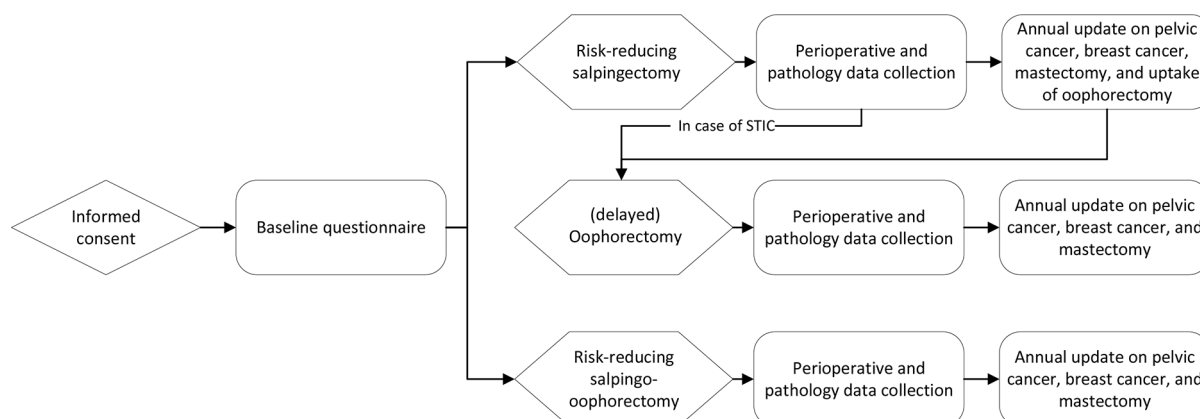 Informed
consent
Baseline questionnaire
Risk-reducing
salpingectomy
Perioperative and
pathology data collection
Annual update on pelvic
cancer, breast cancer,
mastectomy, and uptake
of oophorectomy
In case of STIC
(delayed)
Oophorectomy
Perioperative and
pathology data collection
Annual update on pelvic
cancer, breast cancer, and
mastectomy
Risk-reducing
salpingo-
oophorectomy
Perioperative and
pathology data collection
Annual update on pelvic
cancer, breast cancer, and
mastectomy